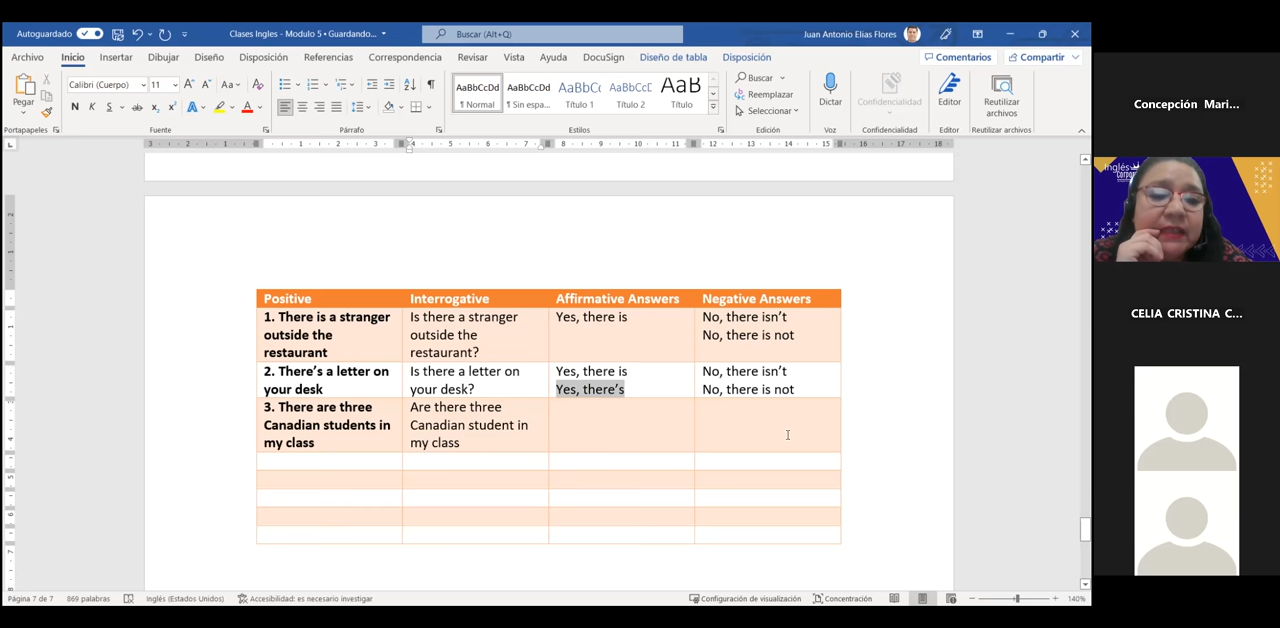 Autoguardado
Clases Ingles - Modulo 5 • Guardando...
Buscar (Alt+Q)
Juan Antonio Elias Flores
Archivo Inicio Insertar Dibujar Diseño Disposición Referencias Correspondencia Revisar Vista Ayuda DocuSign Diseño de tabla Disposición Comentarios Compartir
Pegar
Calibri (Cuerpo) 11
N K S
AaBbCcDd AaBbCcDd AaBbC AaBbCcD AaB
¶ Normal ¶ Sin espa... Título 1 Título 2 Título
Buscar
Reemplazar
Seleccionar
Dictar
Confidencialidad
Editor
Reutilizar archivos
Portapapeles Fuente Párrafo Estilos Edición Voz Confidencialidad Editor Reutilizar archivos
Positive Interrogative Affirmative Answers Negative Answers
1. There is a stranger outside the restaurant
Is there a stranger outside the restaurant?
Yes, there is
No, there isn't
No, there is not
2. There's a letter on your desk
Is there a letter on your desk?
Yes, there is
Yes, there's
No, there isn't
No, there is not
3. There are three Canadian students in my class
Are there three Canadian student in my class
Página 7 de 7 869 palabras Inglés (Estados Unidos) Accesibilidad: es necesario investigar Configuración de visualización Concentración 140%
Concepción Mari...
Inglés
CELIA CRISTINA C...